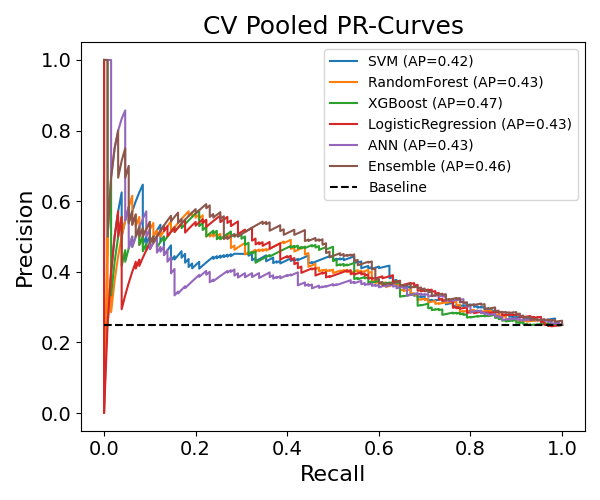 CV Pooled PR-Curves
SVM (AP=0.42)
RandomForest (AP=0.43)
XGBoost (AP=0.47)
LogisticRegression (AP=0.43)
ANN (AP=0.43)
Ensemble (AP=0.46)
Baseline
Precision
1.0
0.8
0.6
0.4
0.2
0.0
0.0 0.2 0.4 0.6 0.8 1.0
Recall